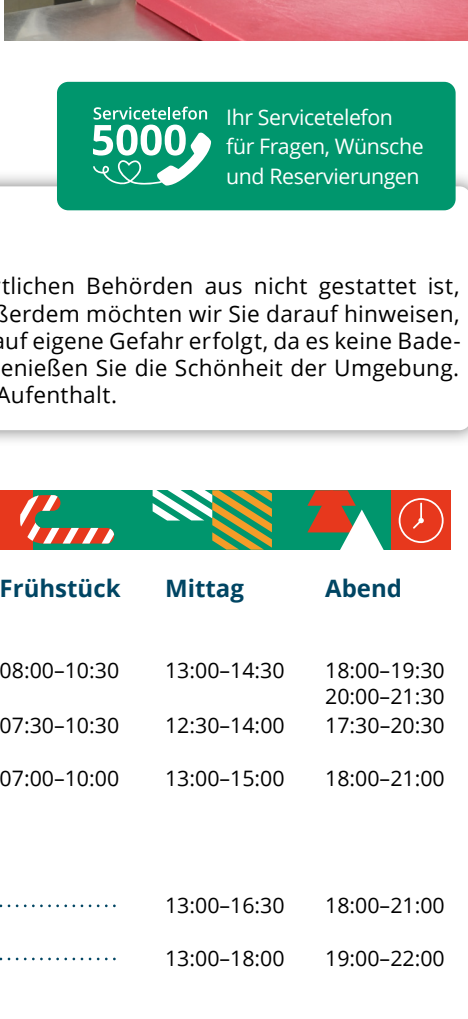 Servicetelefon
5000
Ihr Servicetelefon
für Fragen, Wünsche
und Reservierungen
tlichen Behörden aus nicht gestattet ist,
ßerdem möchten wir Sie darauf hinweisen,
auf eigene Gefahr erfolgt, da es keine Bade-
enießen Sie die Schönheit der Umgebung.
Aufenthalt.
Frühstück Mittag Abend
08:00–10:30 13:00–14:30 18:00–19:30
20:00–21:30
07:30–10:30 12:30–14:00 17:30–20:30
07:00–10:00 13:00–15:00 18:00–21:00
............... 13:00–16:30 18:00–21:00
............... 13:00–18:00 19:00–22:00